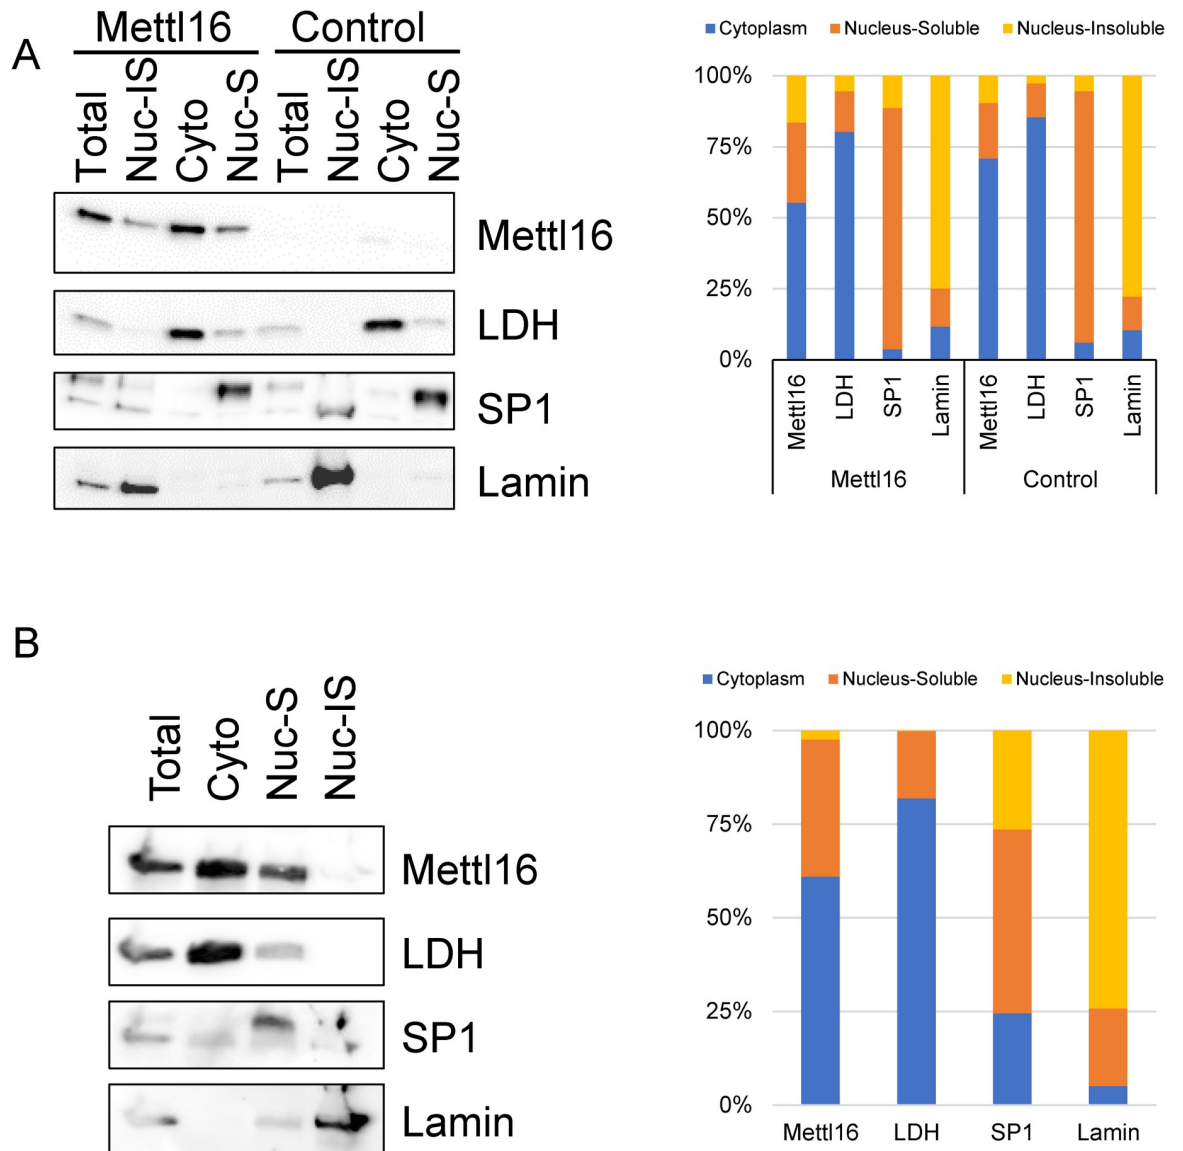 A
Mettl16 Control
Total Nuc-IS Cyto Nuc-S Total Nuc-IS Cyto Nuc-S
Mettl16
LDH
SP1
Lamin
Cytoplasm Nucleus-Soluble Nucleus-Insoluble
100%
75%
50%
25%
0%
Mettl16 LDH SP1 Lamin Mettl16 LDH SP1 Lamin
Mettl16 Control
B
Total Cyto Nuc-S Nuc-IS
Mettl16
LDH
SP1
Lamin
Cytoplasm Nucleus-Soluble Nucleus-Insoluble
100%
75%
50%
25%
0%
Mettl16 LDH SP1 Lamin